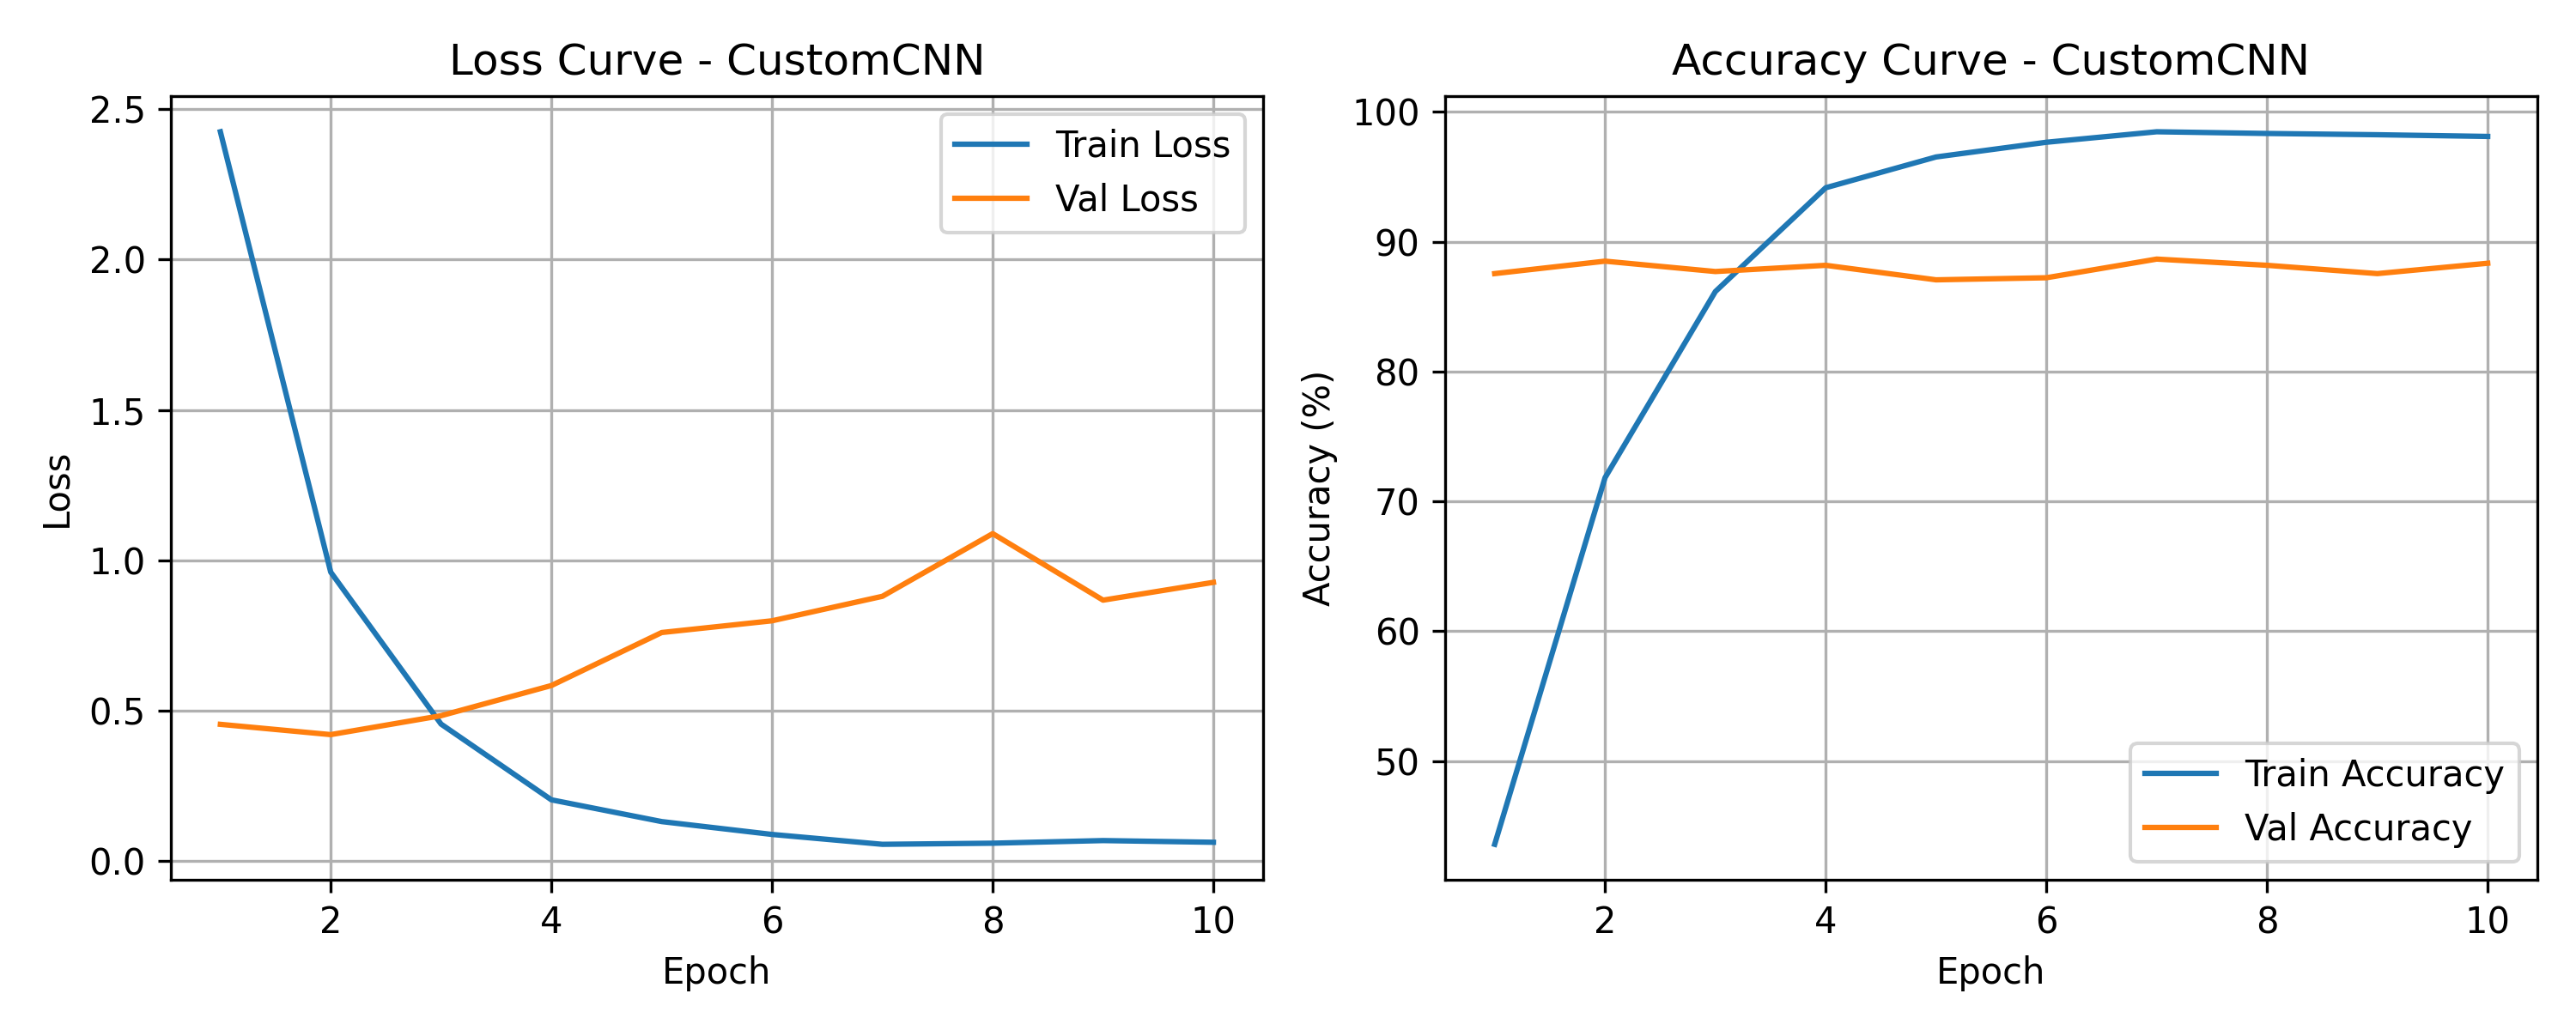 Loss Curve - CustomCNN
2.5
2.0
1.5
1.0
0.5
0.0
Loss
2 4 6 8 10
Epoch
Train Loss
Val Loss
Accuracy Curve - CustomCNN
100
90
80
70
60
50
Accuracy (%)
2 4 6 8 10
Epoch
Train Accuracy
Val Accuracy